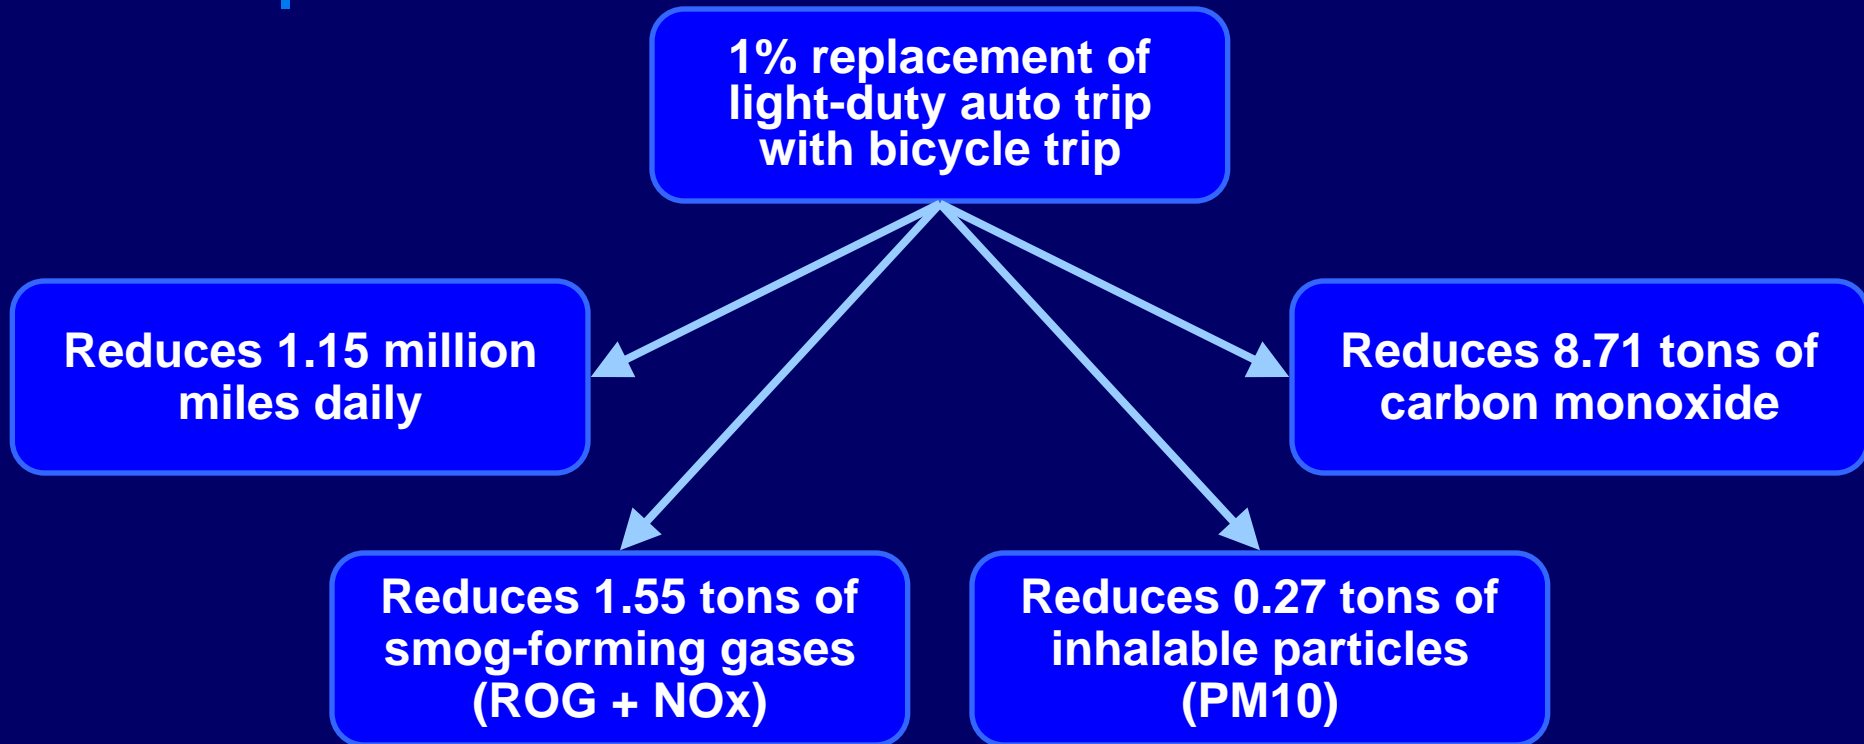 1% replacement of
light-duty auto trip
with bicycle trip
Reduces 1.15 million
miles daily
Reduces 8.71 tons of
carbon monoxide
Reduces 1.55 tons of
smog-forming gases
(ROG + NOx)
Reduces 0.27 tons of
inhalable particles
(PM10)